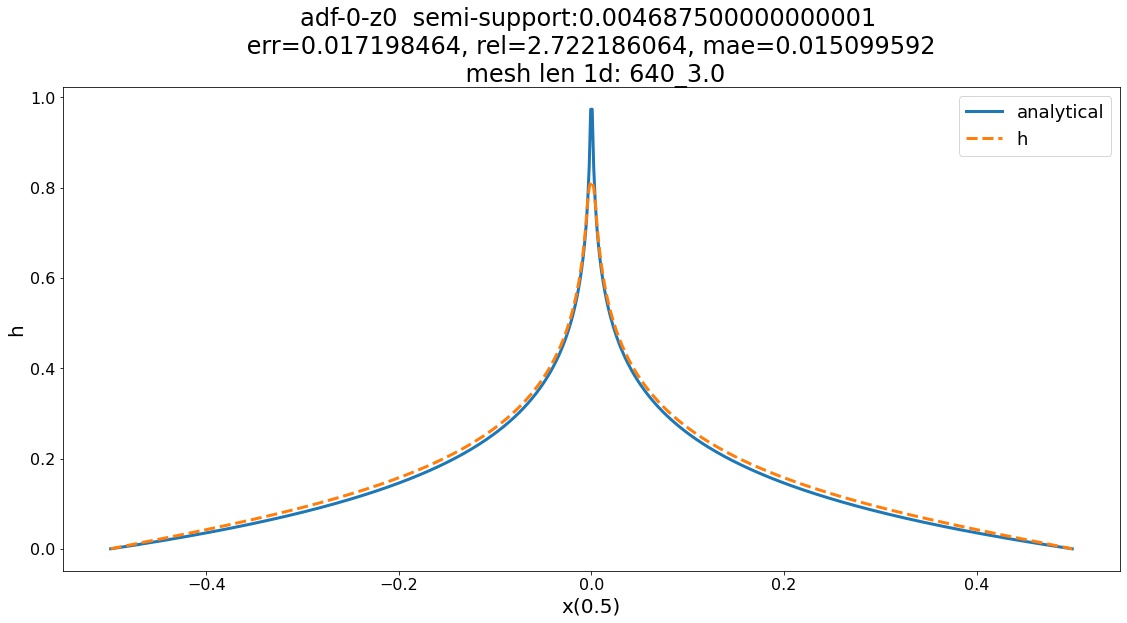 adf-0-z0  semi-support:0.004687500000000001
err=0.017198464, rel=2.722186064, mae=0.015099592
mesh len 1d: 640_3.0
analytical
h
h
1.0
0.8
0.6
0.4
0.2
0.0
−0.4
−0.2
0.0
0.2
0.4
x(0.5)